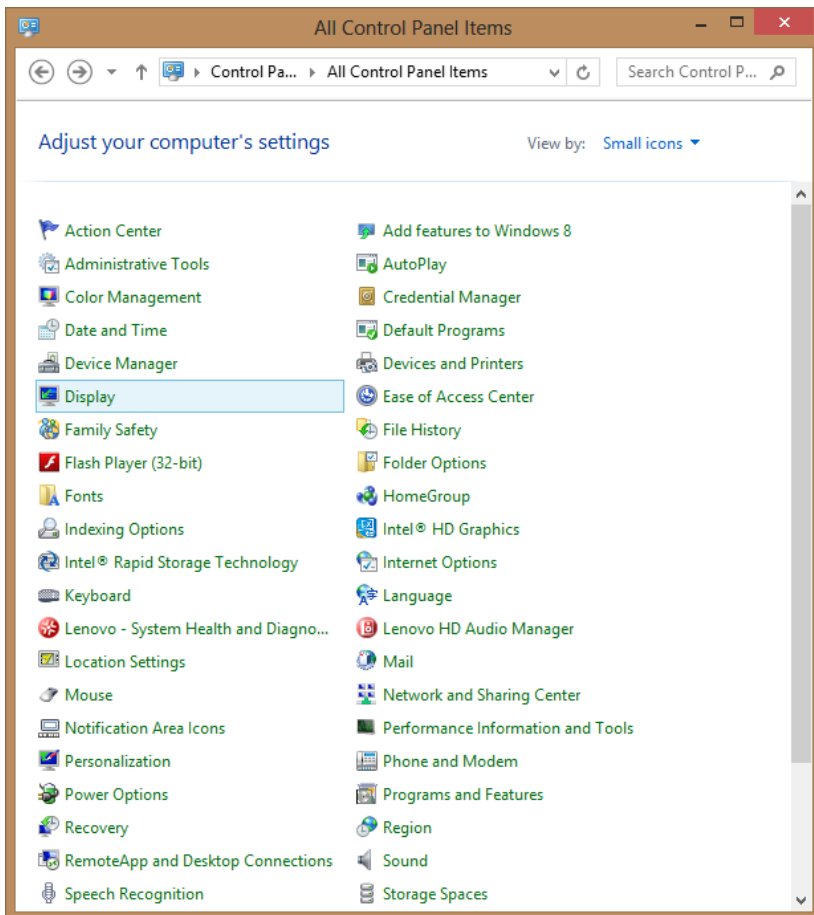 All Control Panel Items
Control Pa... All Control Panel Items Search Control P...
Adjust your computer's settings View by: Small icons
Action Center Add features to Windows 8
Administrative Tools AutoPlay
Color Management Credential Manager
Date and Time Default Programs
Device Manager Devices and Printers
Display Ease of Access Center
Family Safety File History
Flash Player (32-bit) Folder Options
Fonts HomeGroup
Indexing Options Intel® HD Graphics
Intel® Rapid Storage Technology Internet Options
Keyboard Language
Lenovo - System Health and Diagno... Lenovo HD Audio Manager
Location Settings Mail
Mouse Network and Sharing Center
Notification Area Icons Performance Information and Tools
Personalization Phone and Modem
Power Options Programs and Features
Recovery Region
RemoteApp and Desktop Connections Sound
Speech Recognition Storage Spaces